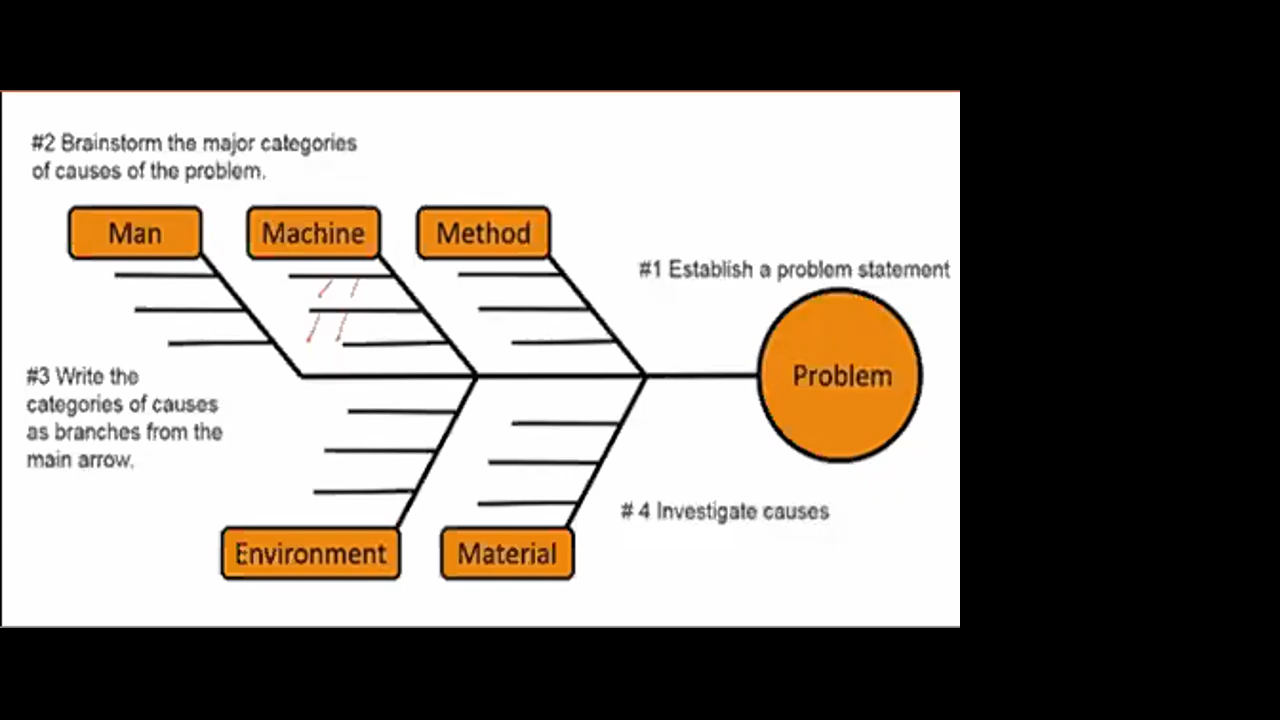 #2 Brainstorm the major categories
of causes of the problem.
Man
Machine
Method
#1 Establish a problem statement
Problem
#3 Write the
categories of causes
as branches from the
main arrow.
# 4 Investigate causes
Environment
Material